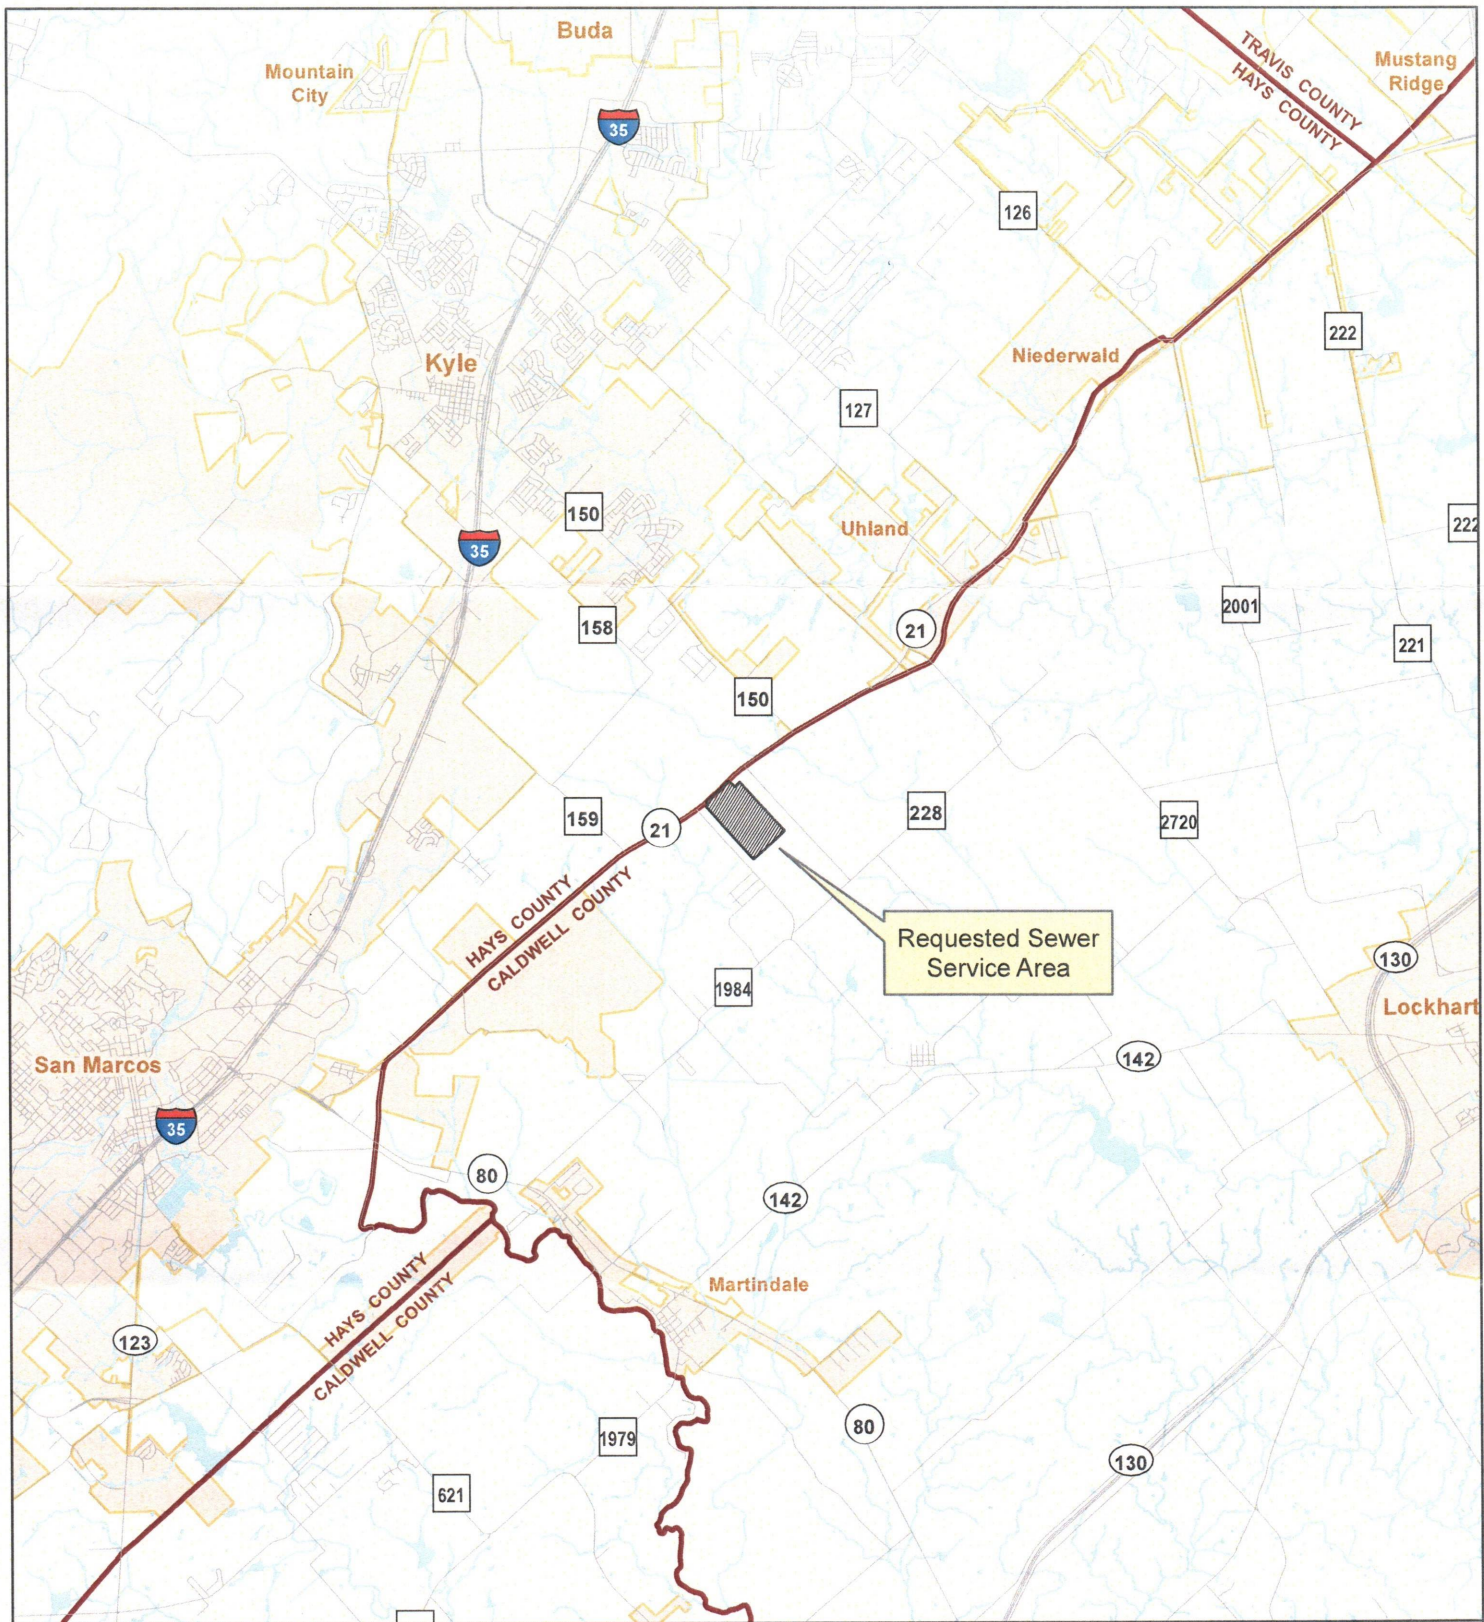 Buda
Mountain
City
35
TRAVIS COUNTY
HAYS COUNTY
Mustang
Ridge
126
222
Niederwald
Kyle
127
150
Uhland
222
35
158
21
2001
221
150
159
21
228
2720
HAYS COUNTY
CALDWELL COUNTY
Requested Sewer
Service Area
130
1984
Lockhart
142
San Marcos
35
80
142
HAYS COUNTY
CALDWELL COUNTY
Martindale
123
80
1979
130
621